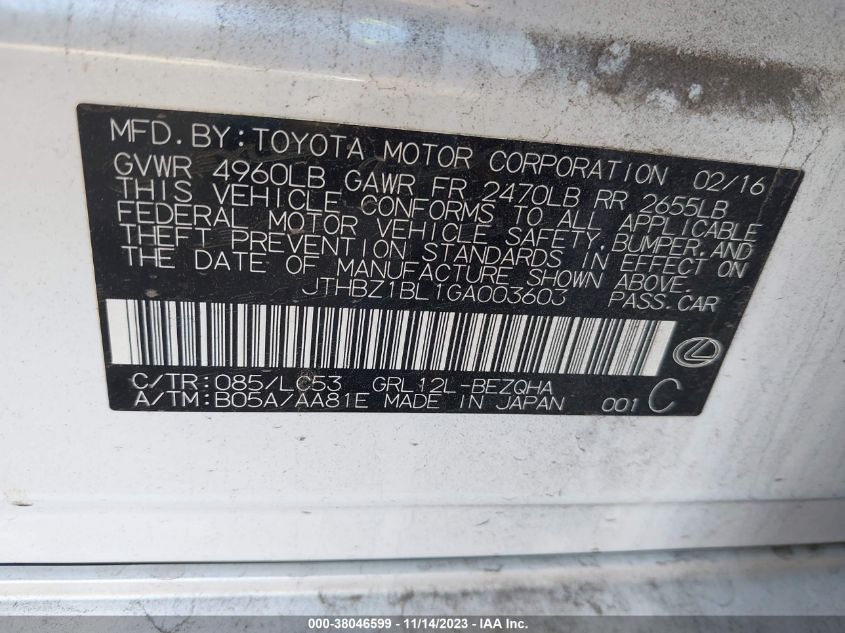 MFD.BY:TOYOTA MOTOR CORPORATION 02/16
GVWR 4960LB GAWR FR 2470LB RR 2655LB
THIS VEHICLE CONFORMS TO ALL APPLICABLE
FEDERAL MOTOR VEHICLE SAFETY,BUMPER,AND
THEFT PREVENTION STANDARDS IN EFFECT ON
THE DATE OF MANUFACTURE SHOWN ABOVE.
JTHBZ1BL1GA003603 PASS.CAR
C/TR:085/LC53 GRL12L-BEZQHA
A/TM:B05A/AA81E MADE IN JAPAN 001 C
000-38046599 - 11/14/2023 - IAA Inc.